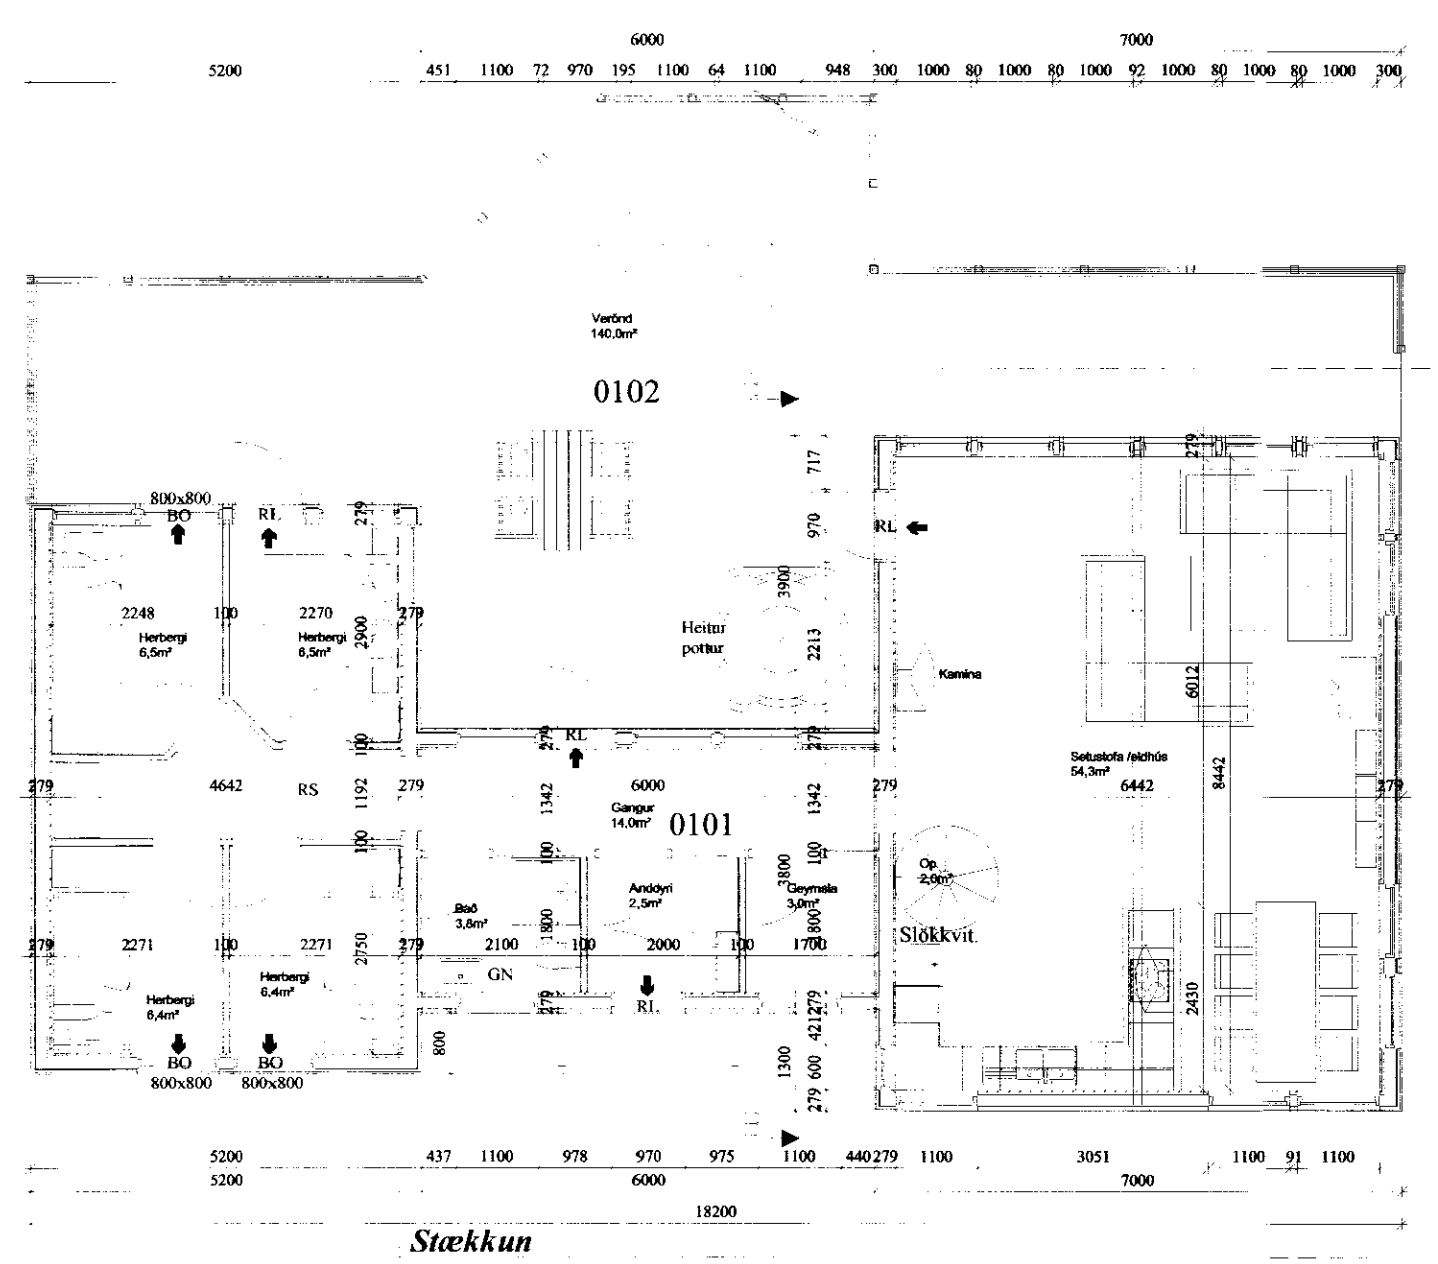 6000
7000
5200
451 1100 72 970 195 1100 64 1100 948 300 1000 80 1000 80 1000 92 1000 80 1000 80 1000 300
Verönd
140,0m²
0102
717
279
800x800
BO
RL
279
970
RL
3900
2248
100
2270
279
Herbergi
6,5m²
Herbergi
6,5m²
2900
Heitur
pottur
2213
Kamina
6012
100
279
RL
279
Setustofa /eldhús
54,3m²
8442
279
4642
RS
1192
279
1342
6000
1342
279
6442
279
Gangur
14,0m²
0101
100
100
100
3800
Op
2,0m²
Bað
3,8m²
Anddyri
2,5m²
Geymsla
3,0m²
1800
1800
Slökkvit.
279
2271
100
2271
2750
279
2100
100
2000
100
1700
GN
Herbergi
6,4m²
Herbergi
6,4m²
279
RL
279
421
2430
BO
BO
800x800
800x800
800
1300
600
279
5200 437 1100 978 970 975 1100 440 279 1100 3051 1100 91 1100
5200 6000 7000
18200
Stækkun